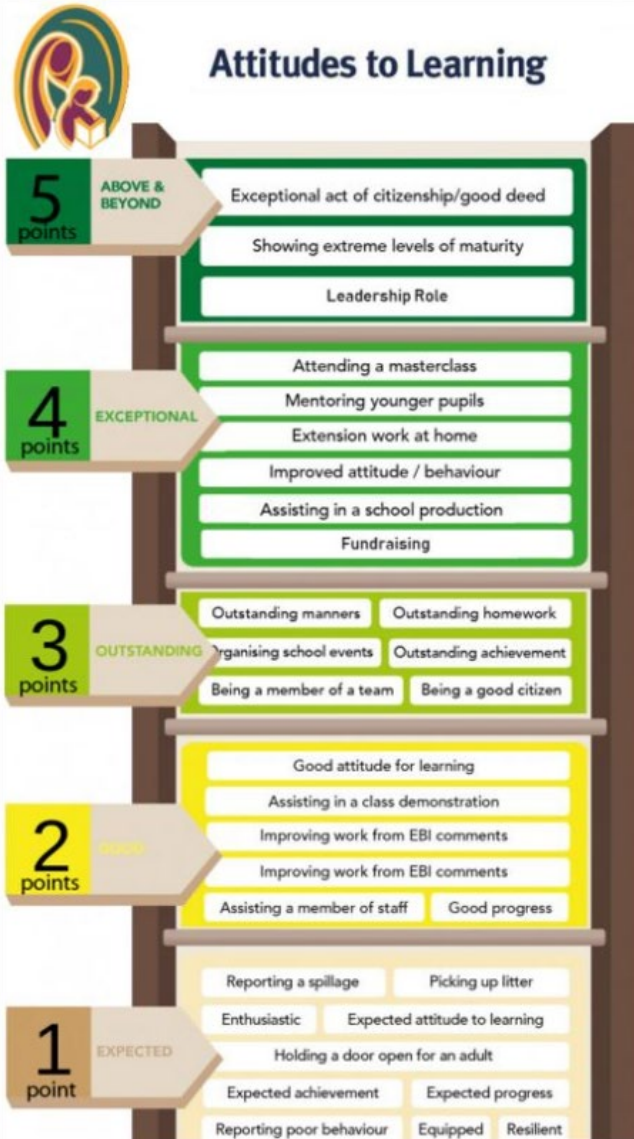 Attitudes to Learning
5
points
ABOVE &
BEYOND
Exceptional act of citizenship/good deed
Showing extreme levels of maturity
Leadership Role
4
points
EXCEPTIONAL
Attending a masterclass
Mentoring younger pupils
Extension work at home
Improved attitude / behaviour
Assisting in a school production
Fundraising
3
points
OUTSTANDING
Outstanding manners Outstanding homework
Organising school events Outstanding achievement
Being a member of a team Being a good citizen
2
points
GOOD
Good attitude for learning
Assisting in a class demonstration
Improving work from EBI comments
Improving work from EBI comments
Assisting a member of staff Good progress
1
point
EXPECTED
Reporting a spillage Picking up litter
Enthusiastic Expected attitude to learning
Holding a door open for an adult
Expected achievement Expected progress
Reporting poor behaviour Equipped Resilient